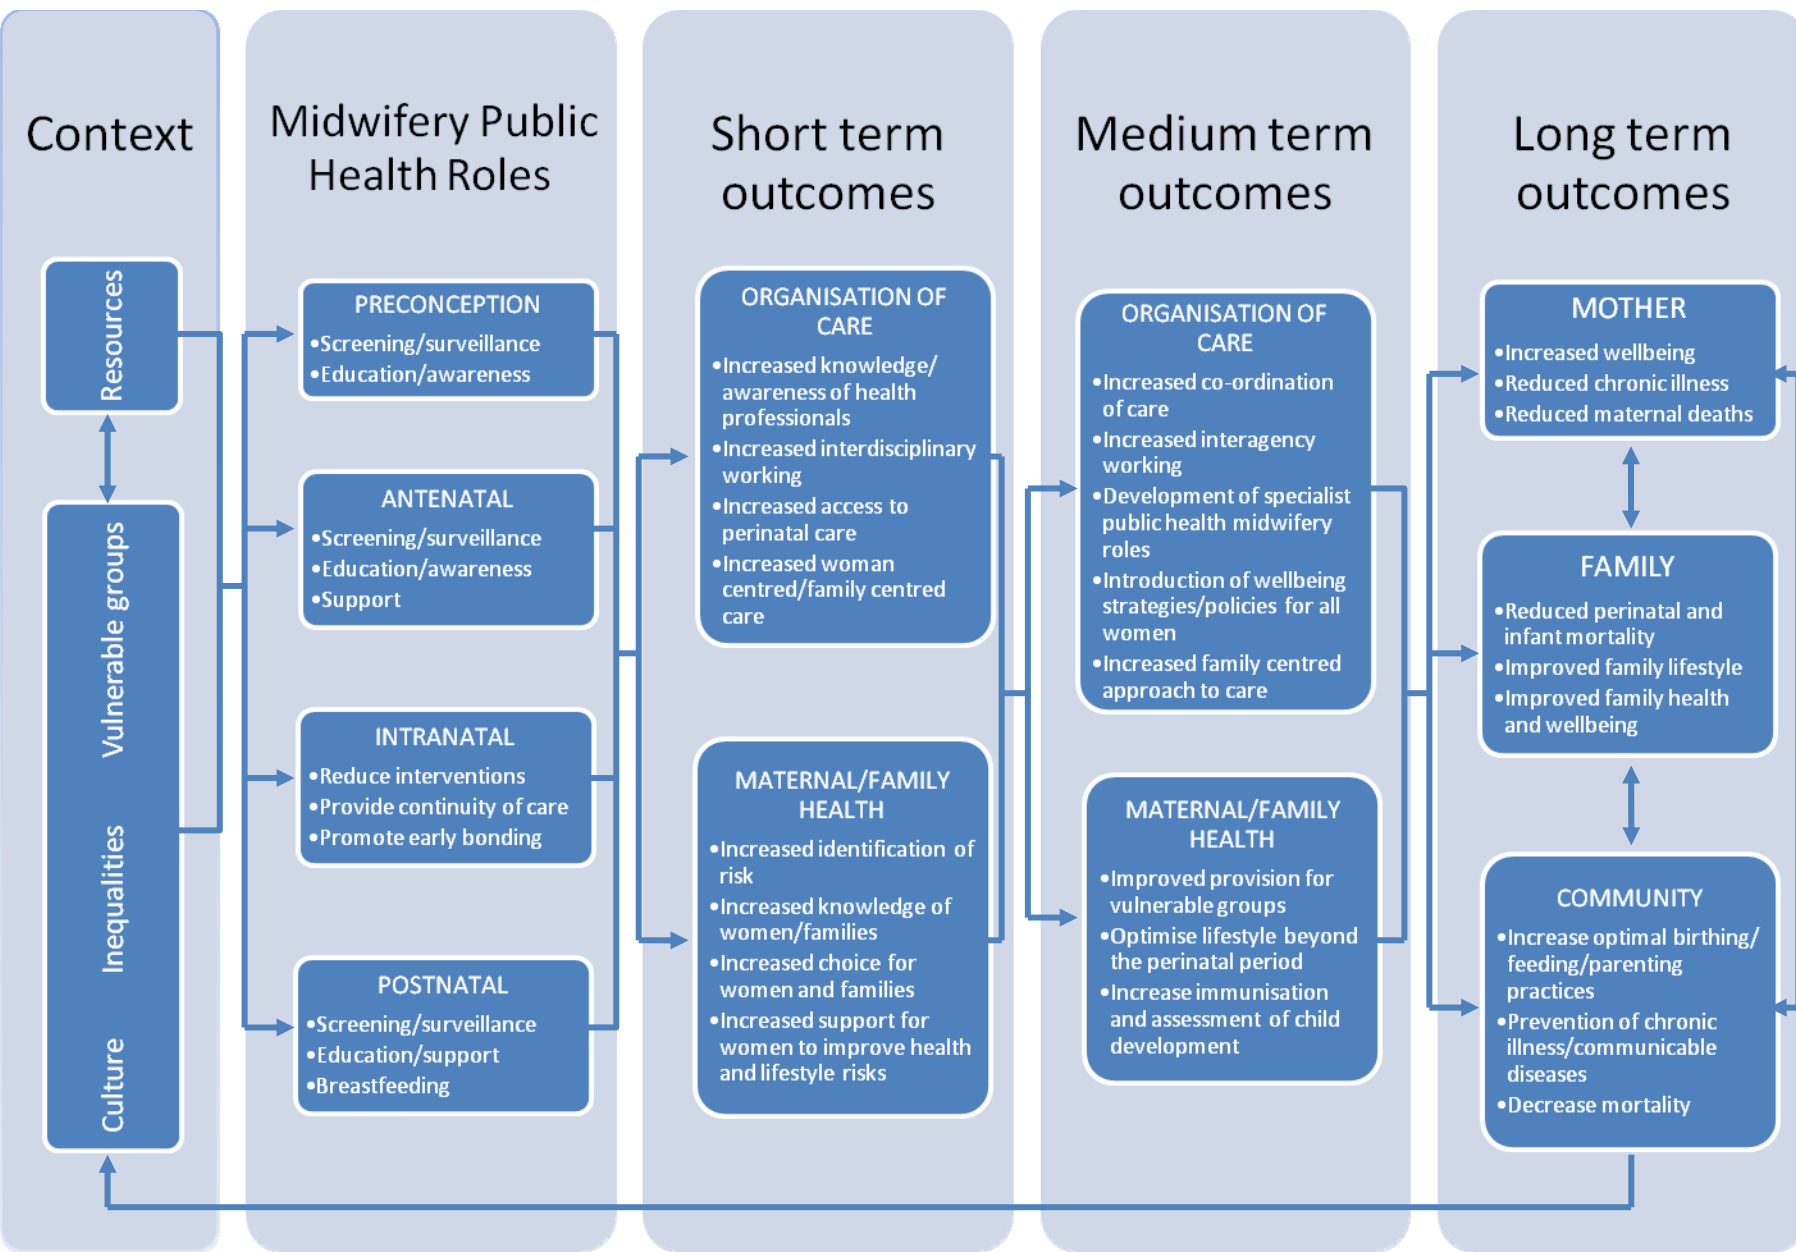 Context
Resources
Vulnerable groups
Inequalities
Culture
Midwifery Public
Health Roles
PRECONCEPTION
•Screening/surveillance
•Education/awareness
ANTENATAL
•Screening/surveillance
•Education/awareness
•Support
INTRANATAL
•Reduce interventions
•Provide continuity of care
•Promote early bonding
POSTNATAL
•Screening/surveillance
•Education/support
•Breastfeeding
Short term
outcomes
ORGANISATION OF
CARE
•Increased knowledge/
awareness of health
professionals
•Increased interdisciplinary
working
•Increased access to
perinatal care
•Increased woman
centred/family centred
care
MATERNAL/FAMILY
HEALTH
•Increased identification of
risk
•Increased knowledge of
women/families
•Increased choice for
women and families
•Increased support for
women to improve health
and lifestyle risks
Medium term
outcomes
ORGANISATION OF
CARE
•Increased co-ordination
of care
•Increased interagency
working
•Development of specialist
public health midwifery
roles
•Introduction of wellbeing
strategies/policies for all
women
•Increased family centred
approach to care
MATERNAL/FAMILY
HEALTH
•Improved provision for
vulnerable groups
•Optimise lifestyle beyond
the perinatal period
•Increase immunisation
and assessment of child
development
Long term
outcomes
MOTHER
•Increased wellbeing
•Reduced chronic illness
•Reduced maternal deaths
FAMILY
•Reduced perinatal and
infant mortality
•Improved family lifestyle
•Improved family health
and wellbeing
COMMUNITY
•Increase optimal birthing/
feeding/parenting
practices
•Prevention of chronic
illness/communicable
diseases
•Decrease mortality